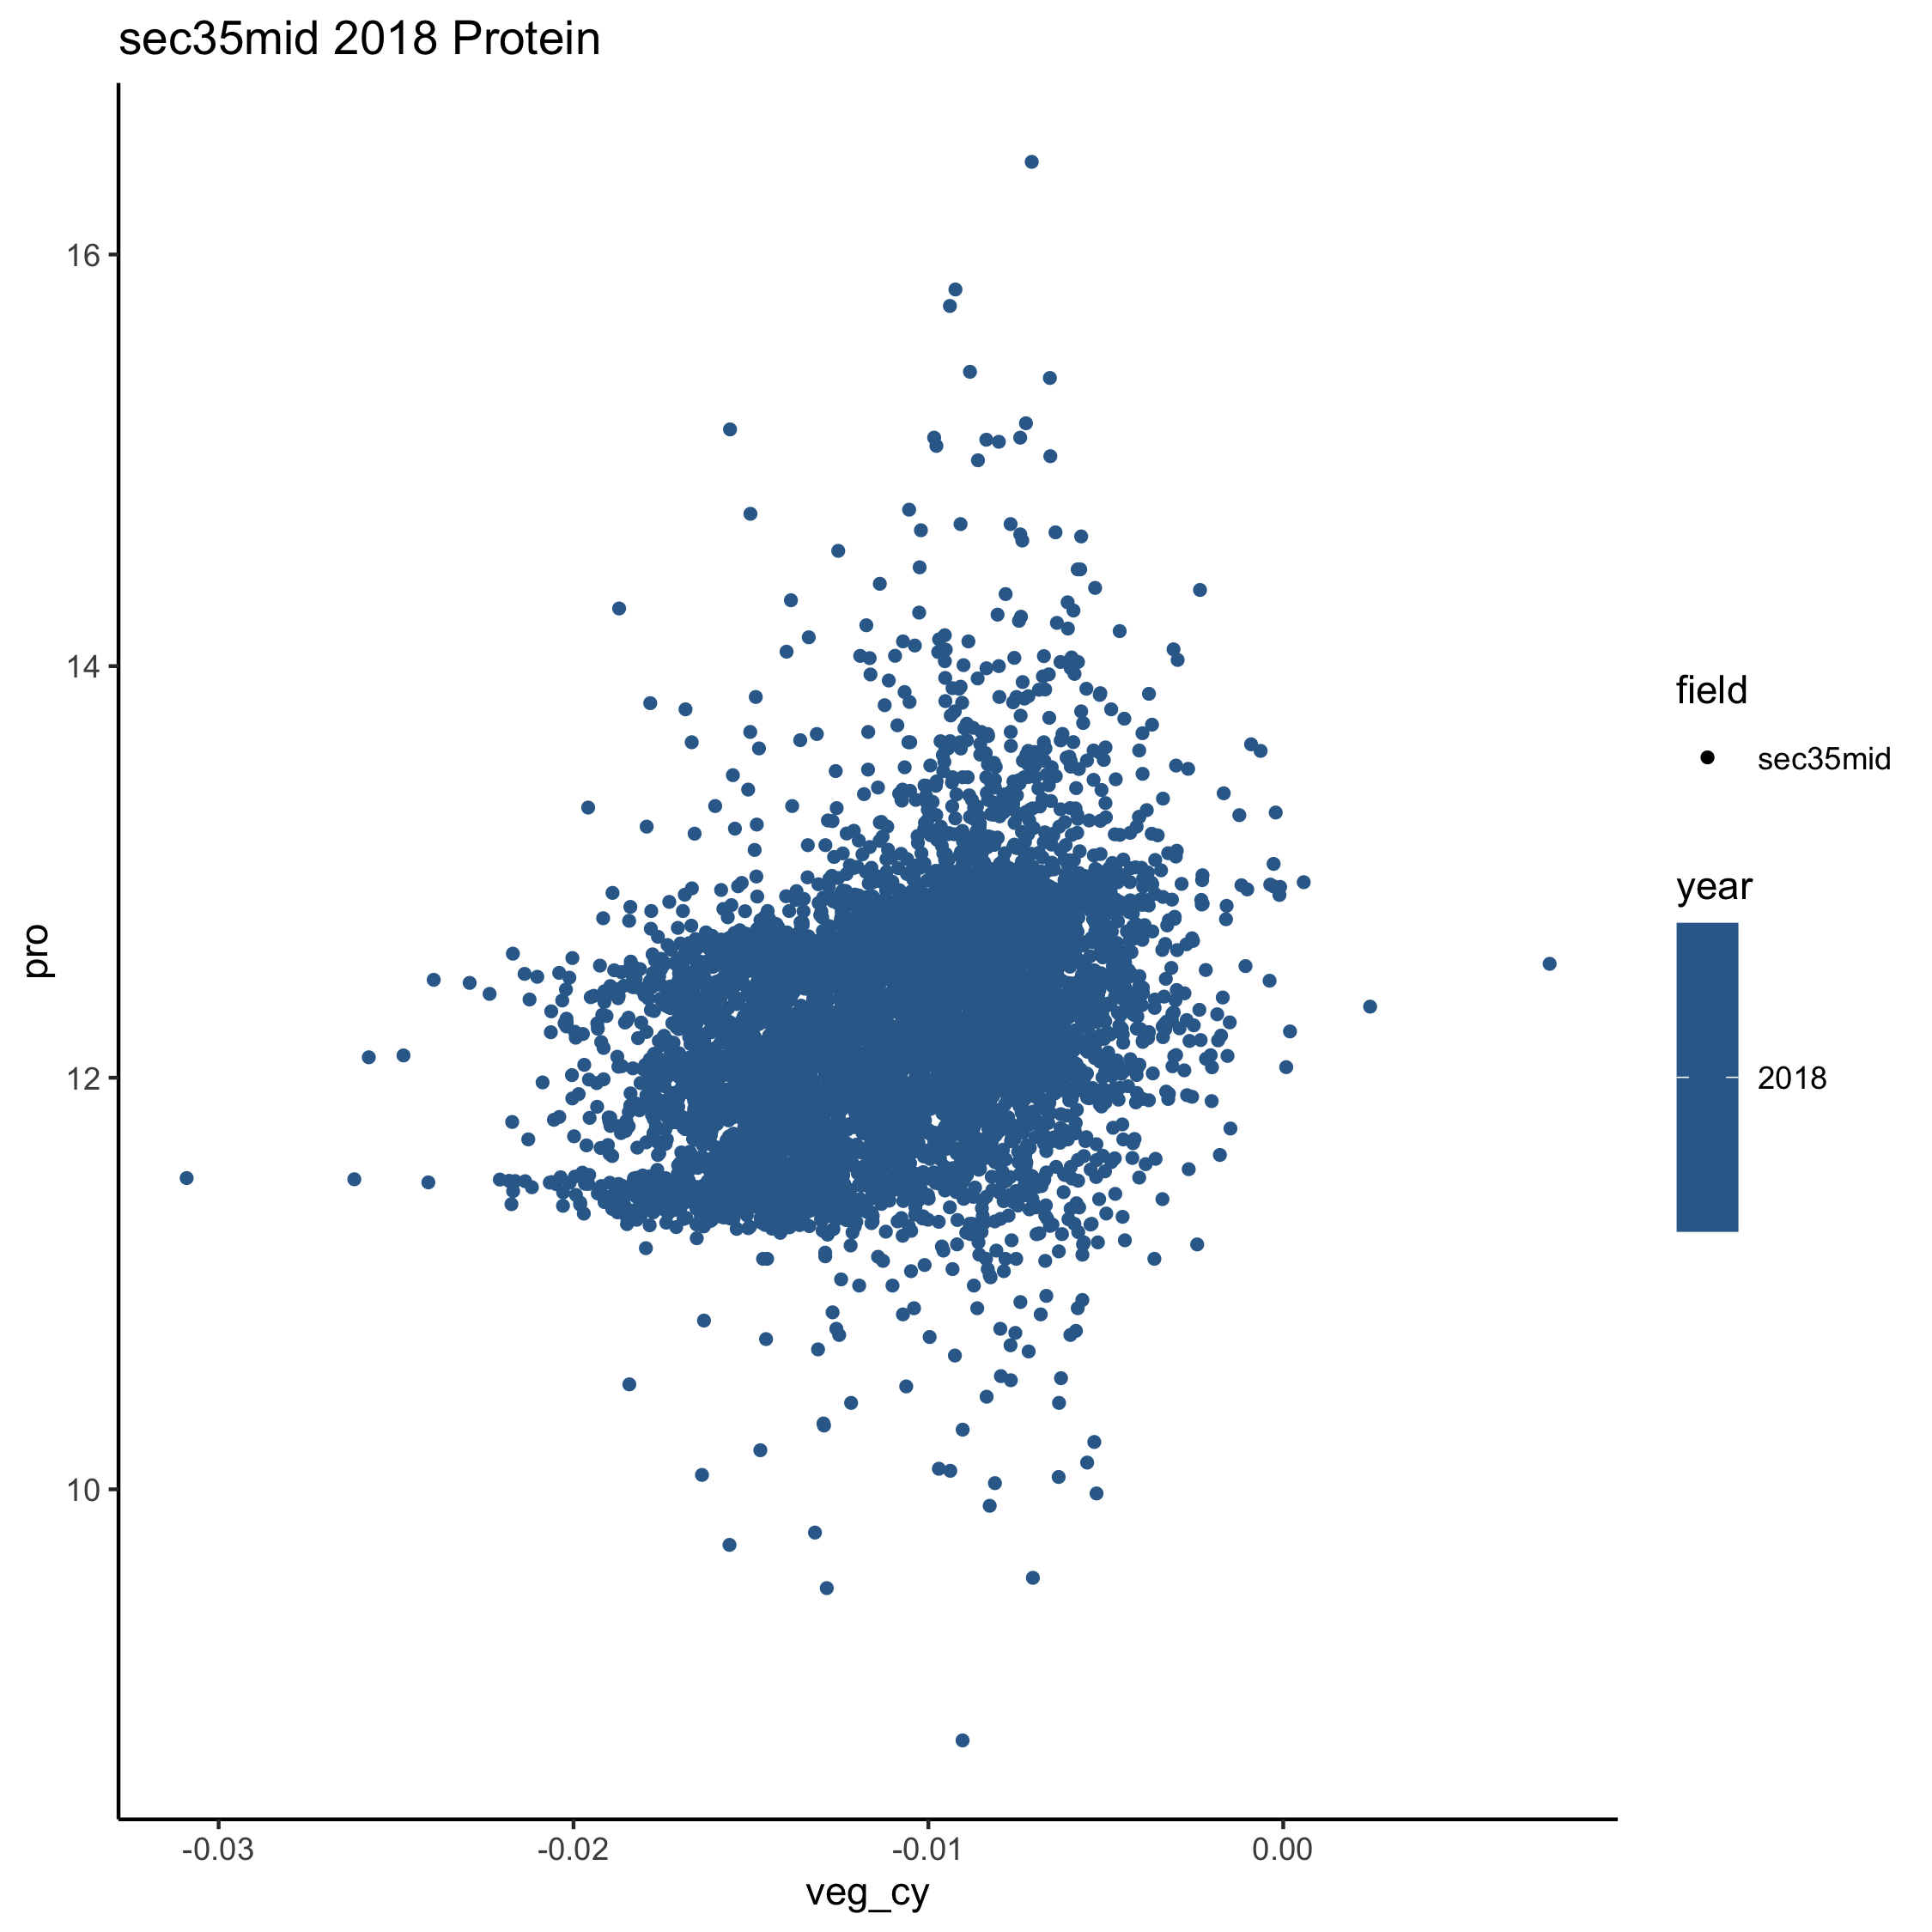 sec35mid 2018 Protein
pro
16
14
12
10
-0.03
-0.02
-0.01
0.00
veg_cy
field
sec35mid
year
2018